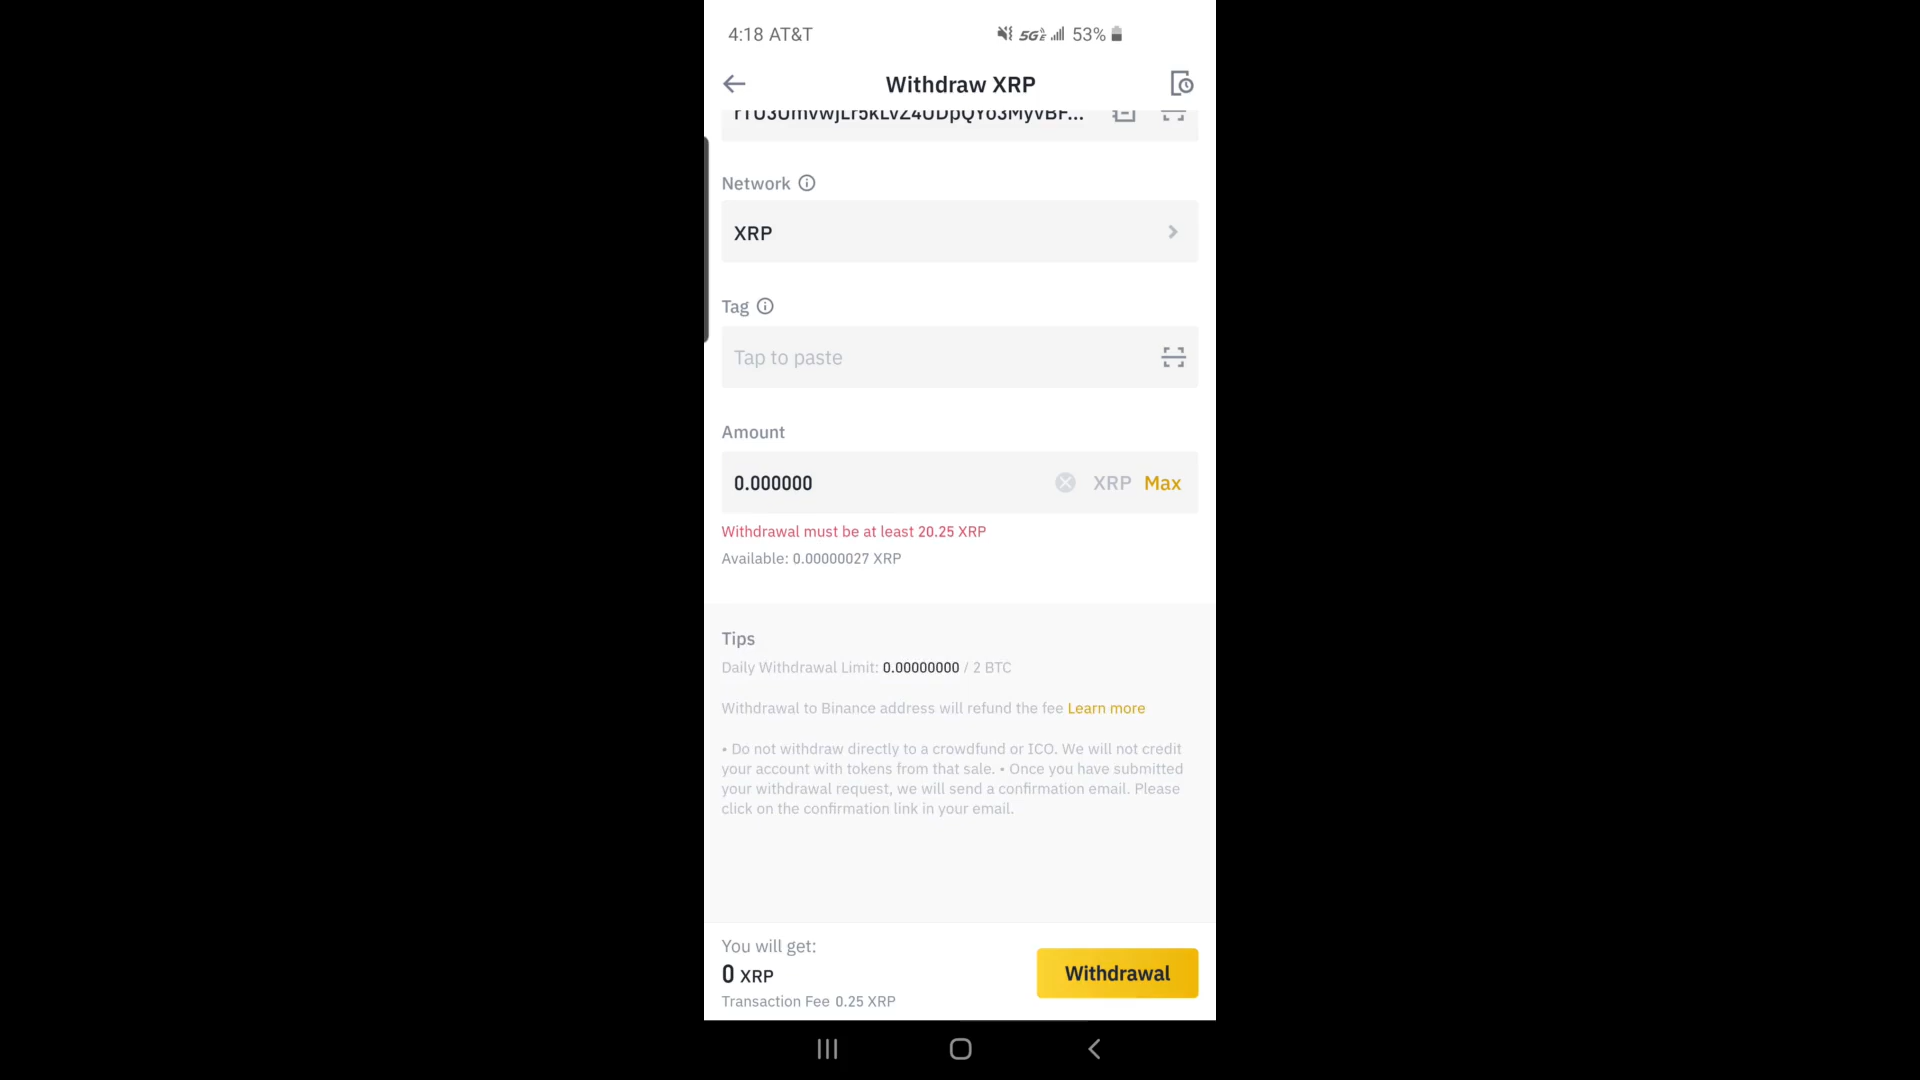 4:18 AT&T 53%
Withdraw XRP
Network
XRP
Tag
Tap to paste
Amount
0.000000 XRP Max
Withdrawal must be at least 20.25 XRP
Available: 0.00000027 XRP
Tips
Daily Withdrawal Limit: 0.00000000 / 2 BTC
Withdrawal to Binance address will refund the fee Learn more
• Do not withdraw directly to a crowdfund or ICO. We will not credit
your account with tokens from that sale. • Once you have submitted
your withdrawal request, we will send a confirmation email. Please
click on the confirmation link in your email.
You will get:
0 XRP
Withdrawal
Transaction Fee 0.25 XRP